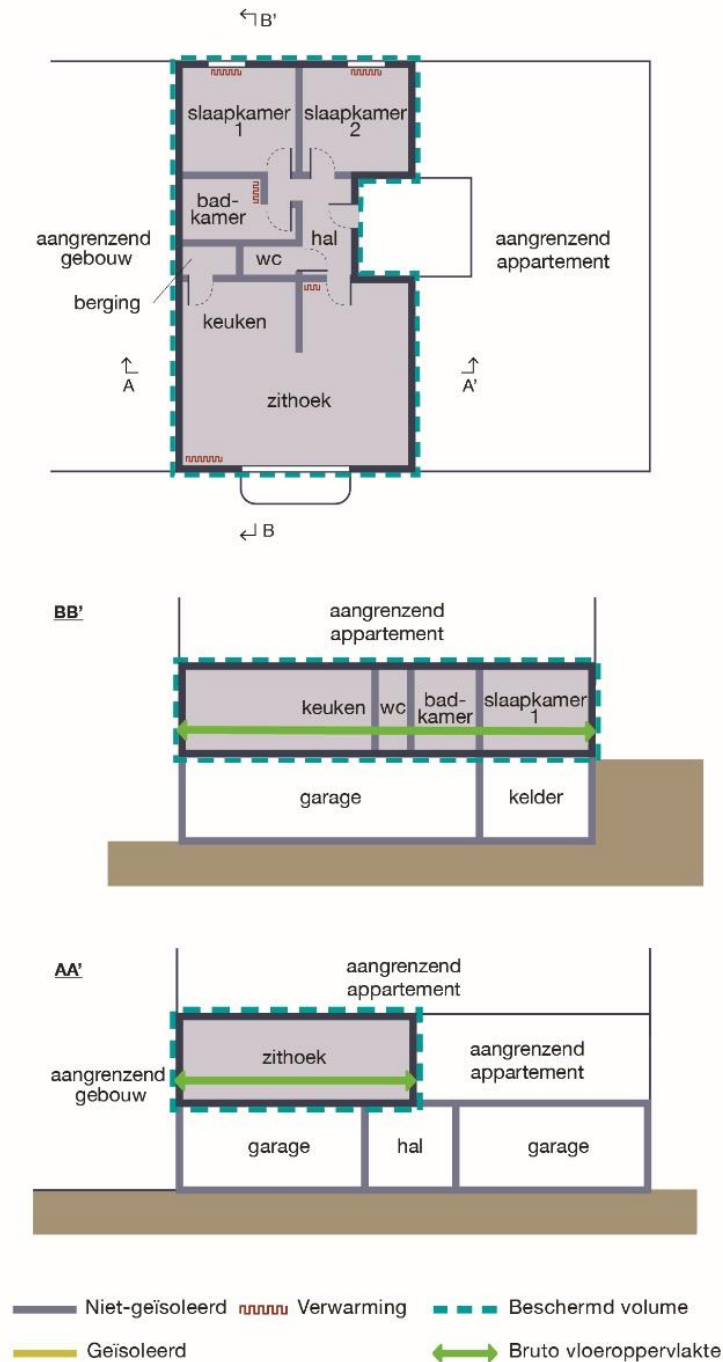 B'
slaapkamer
1
slaapkamer
2
bad-
kamer
hal
aangrenzend
gebouw
wc
aangrenzend
appartement
berging
keuken
A
A'
zithoek
B
BB'
aangrenzend
appartement
keuken
wc
bad-
kamer
slaapkamer
1
garage
kelder
AA'
aangrenzend
appartement
zithoek
aangrenzend
gebouw
aangrenzend
appartement
garage
hal
garage
Niet-geïsoleerd
Verwarming
Beschermd volume
Geïsoleerd
Bruto vloeroppervlakte